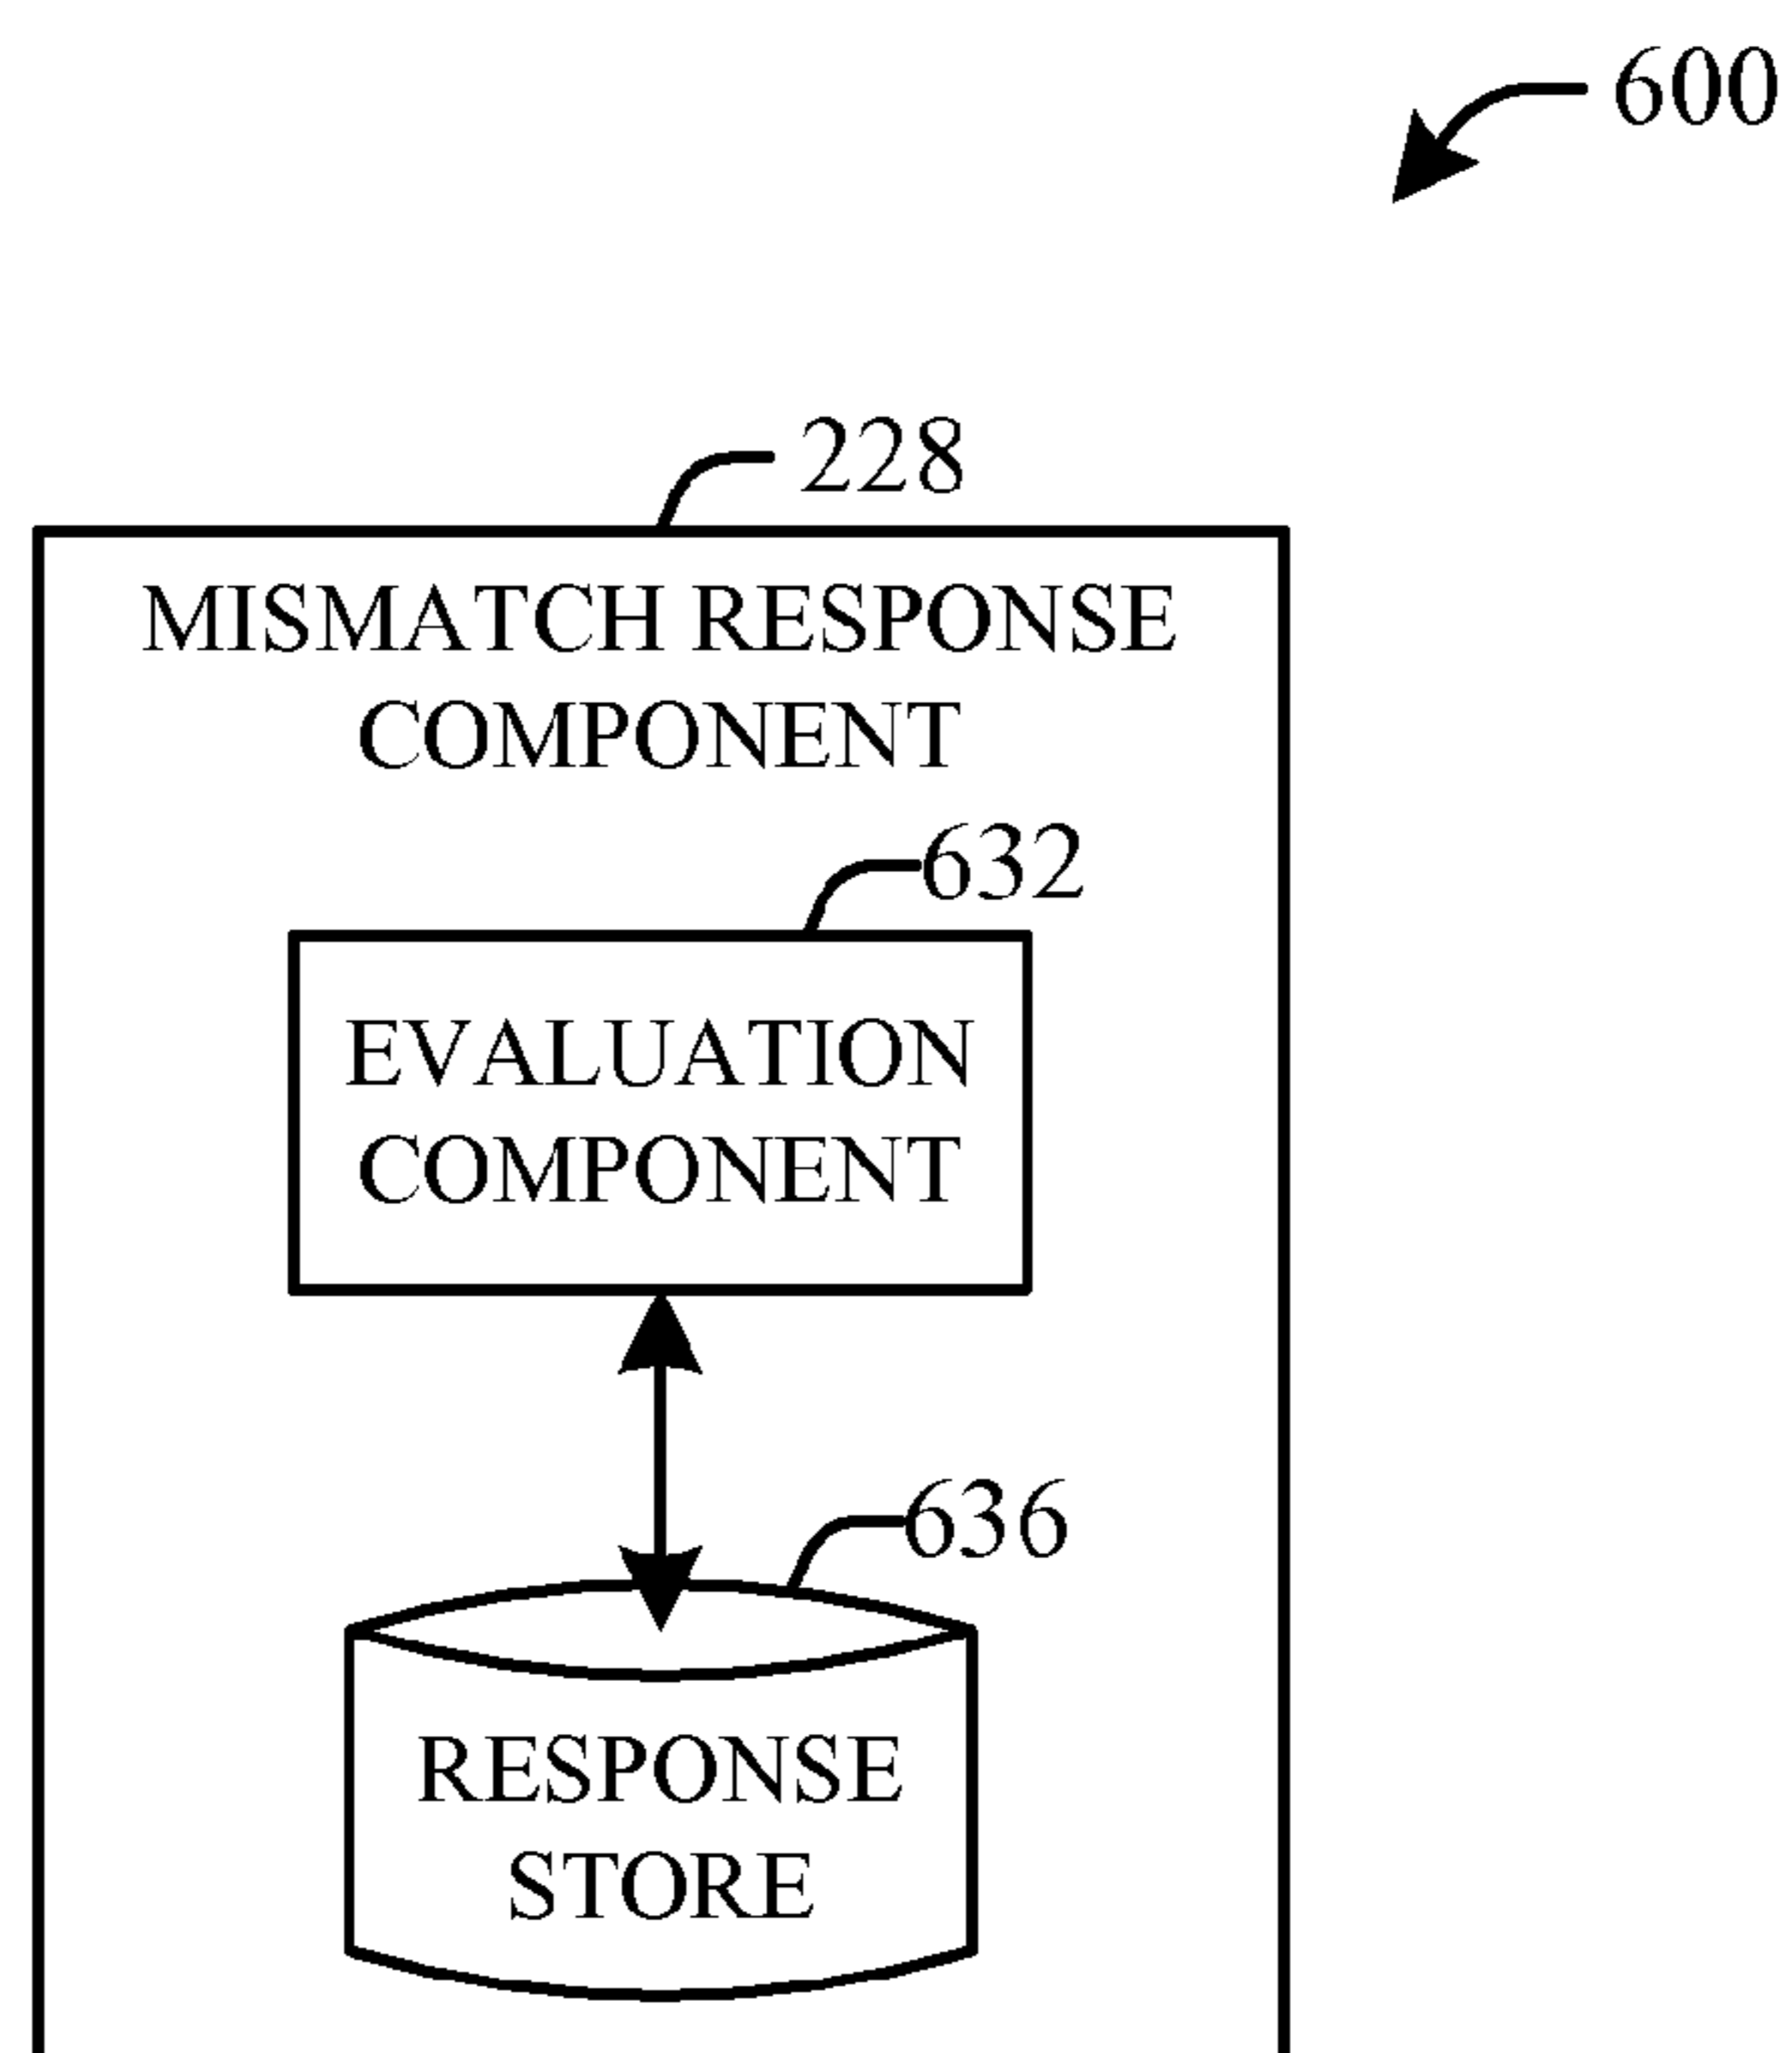 600
228
MISMATCH RESPONSE
COMPONENT
632
EVALUATION
COMPONENT
636
RESPONSE
STORE